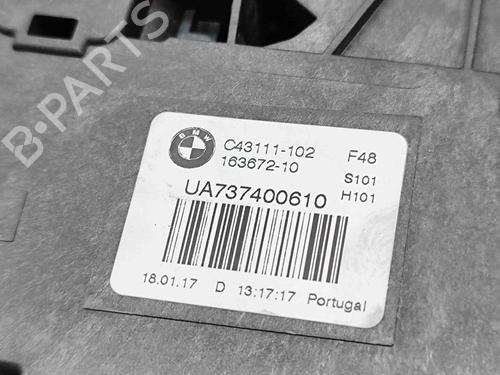 B-PARTS
BMW
C43111-102 F48
163672-10 S101
UA737400610 H101
18.01.17 D 13:17:17 Portugal